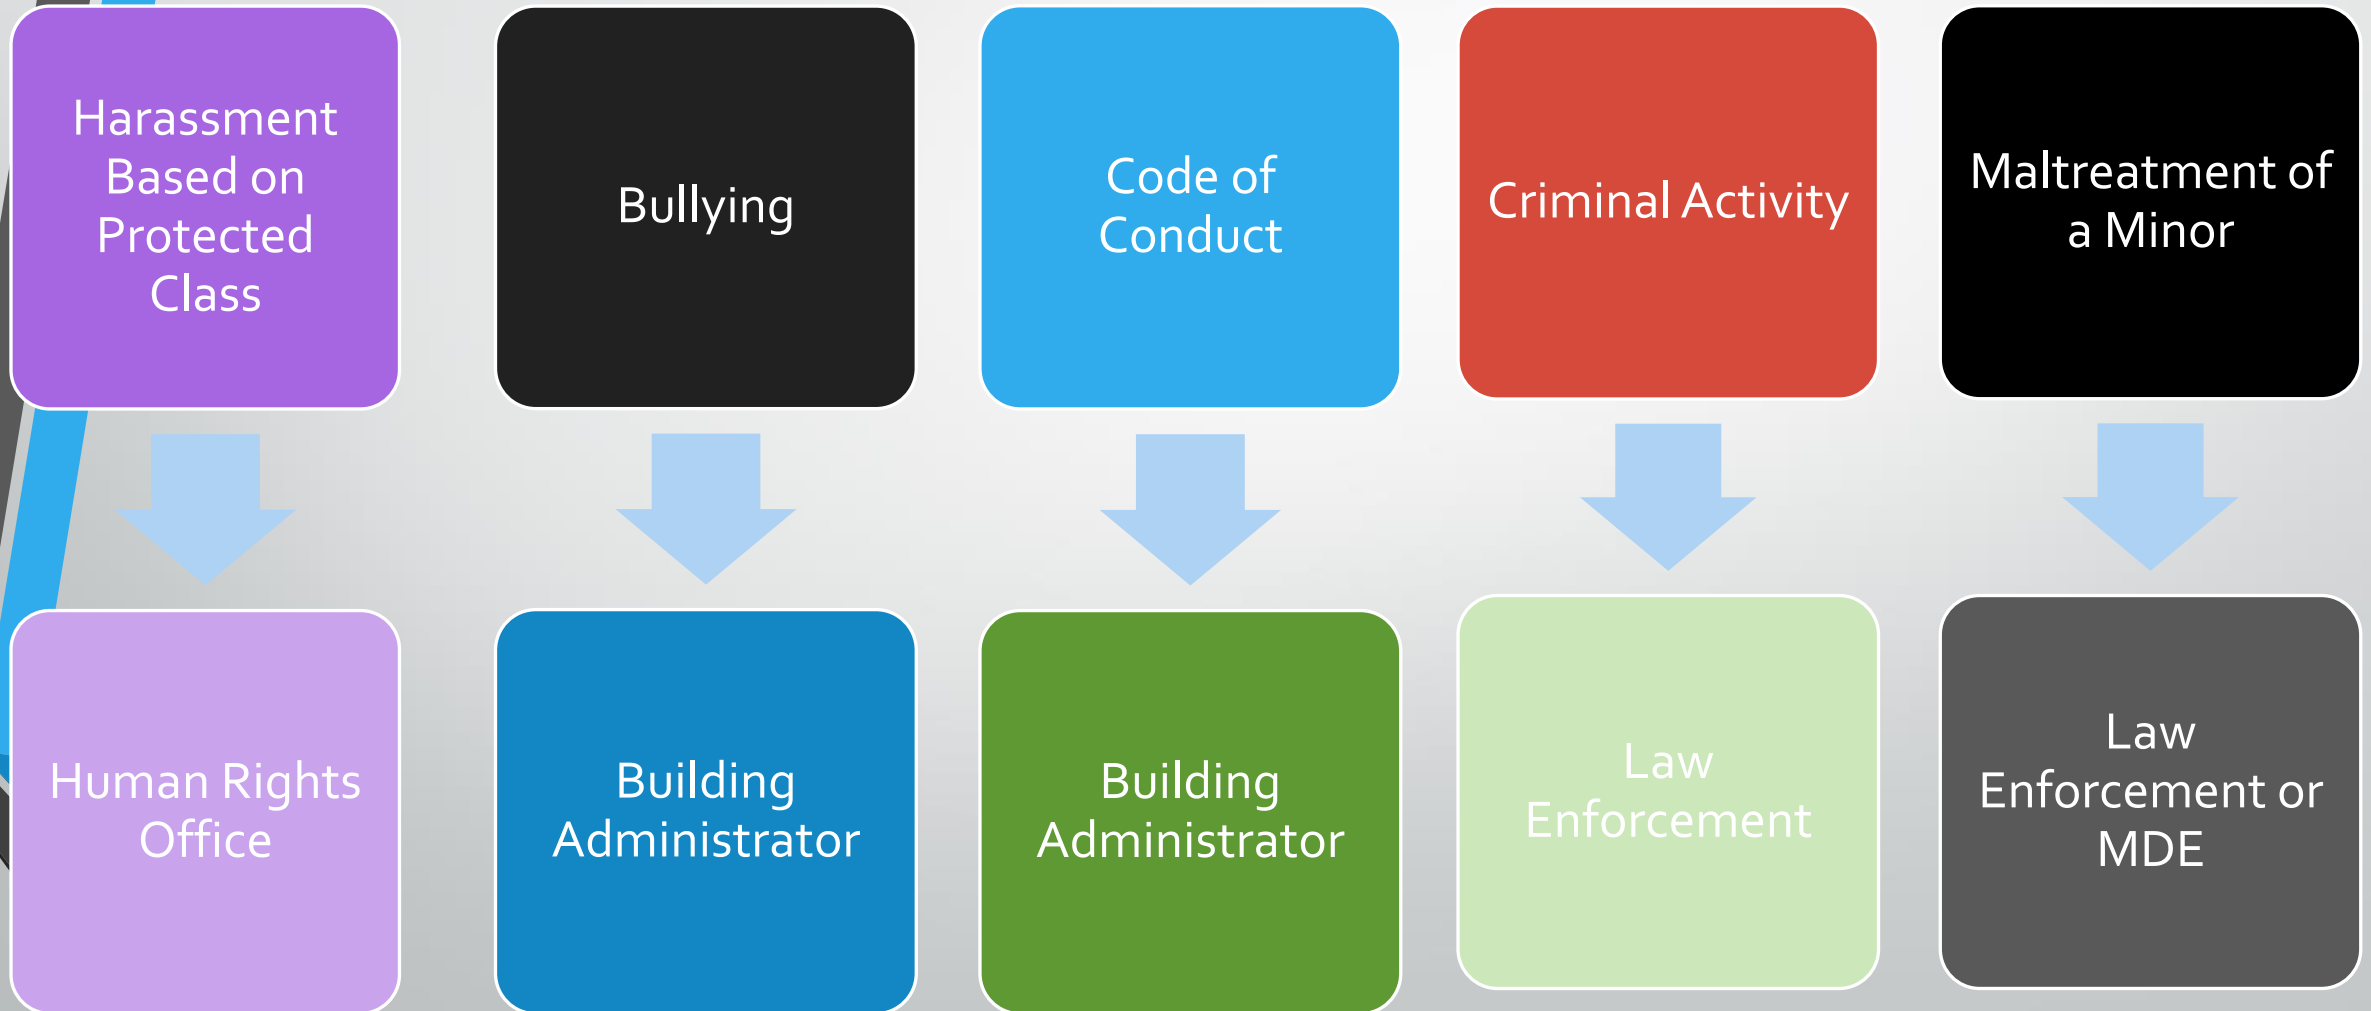 Harassment
Based on
Protected
Class
Bullying
Code of
Conduct
Criminal Activity
Maltreatment of
a Minor
Human Rights
Office
Building
Administrator
Building
Administrator
Law
Enforcement
Law
Enforcement or
MDE